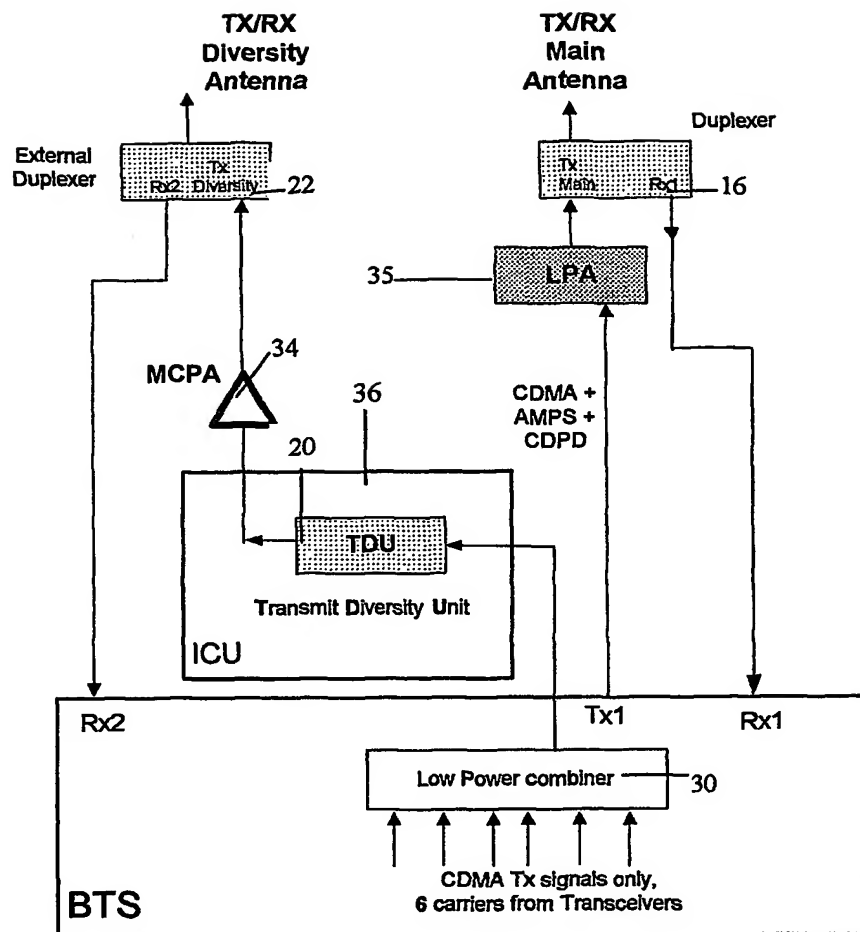 TX/RX
Diversity
Antenna
TX/RX
Main
Antenna
External
Duplexer
Rx2
Tx
Diversity
22
Duplexer
Tx
Main
Rx1
16
35
LPA
MCPA
34
36
20
CDMA +
AMPS +
CDPD
TDU
Transmit Diversity Unit
ICU
Rx2
Tx1
Rx1
Low Power combiner
30
CDMA Tx signals only,
6 carriers from Transceivers
BTS